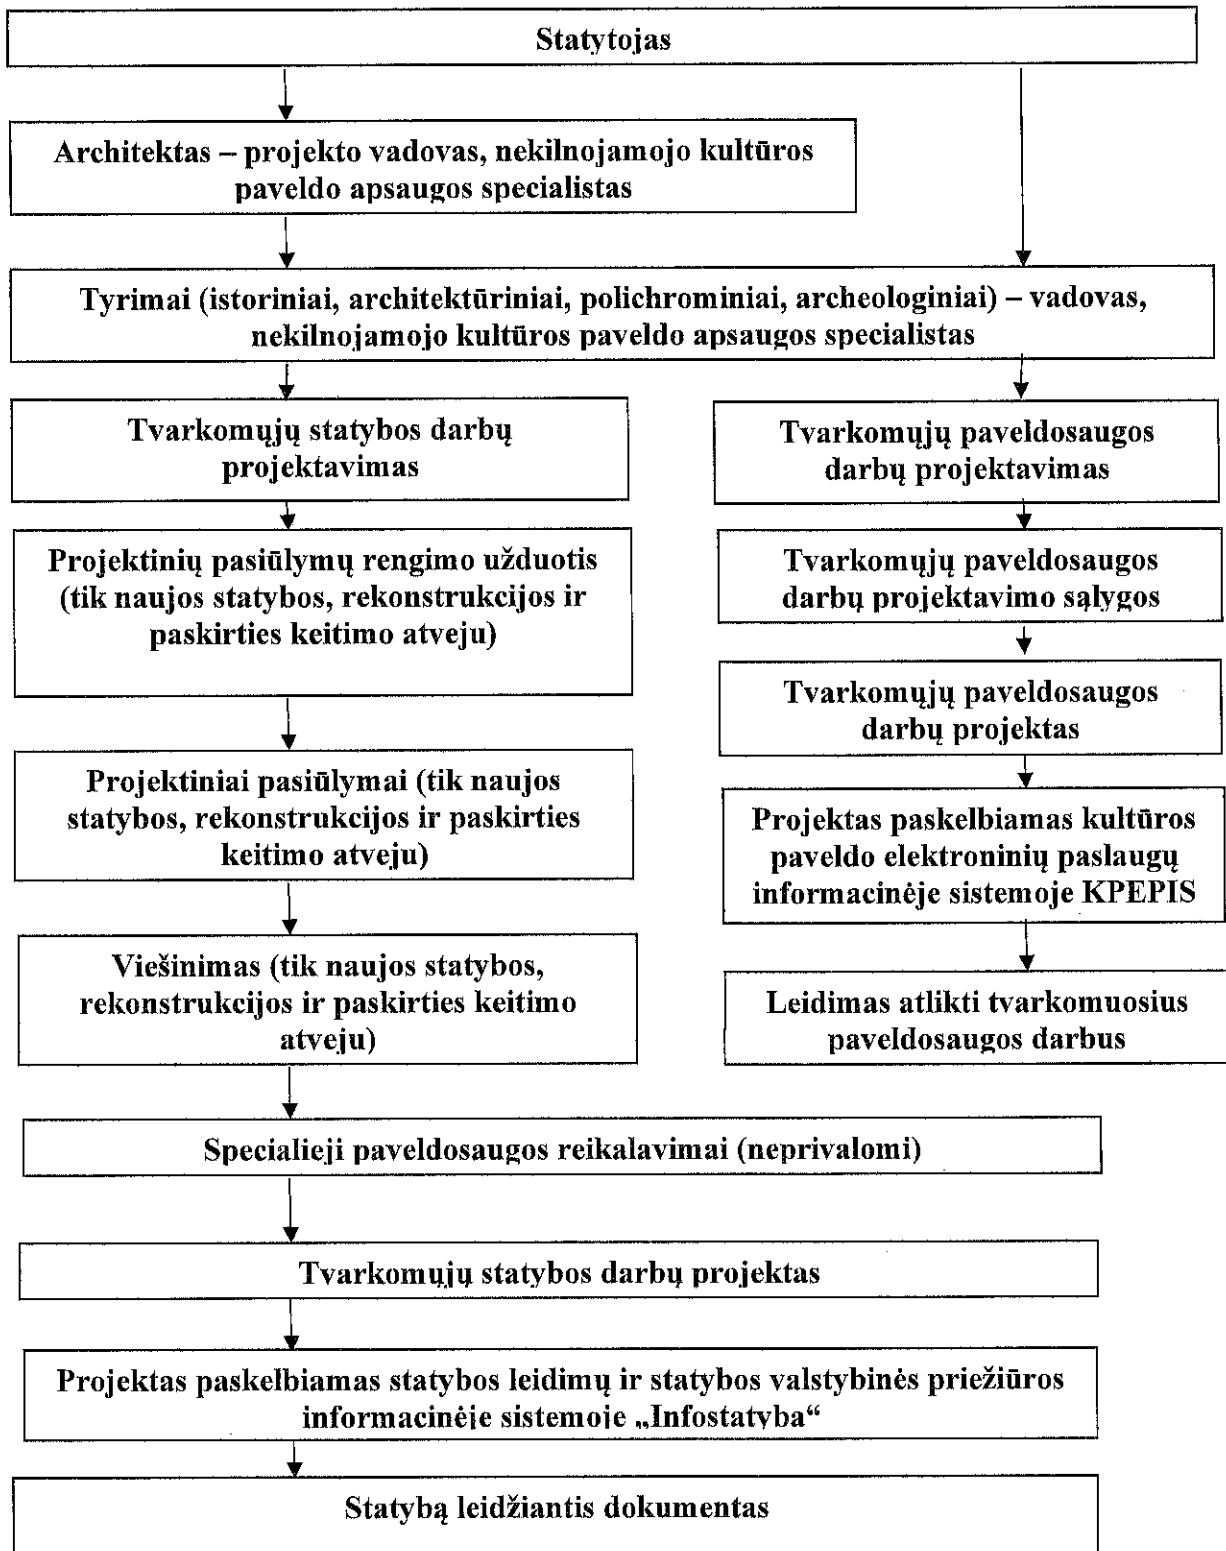 Statytojas
Architektas – projekto vadovas, nekilnojamojo kultūros
paveldo apsaugos specialistas
Tyrimai (istoriniai, architektūriniai, polichrominiai, archeologiniai) – vadovas,
nekilnojamojo kultūros paveldo apsaugos specialistas
Tvarkomųjų statybos darbų
projektavimas
Projektinių pasiūlymų rengimo užduotis
(tik naujos statybos, rekonstrukcijos ir
paskirties keitimo atveju)
Projektiniai pasiūlymai (tik naujos
statybos, rekonstrukcijos ir paskirties
keitimo atveju)
Viešinimas (tik naujos statybos,
rekonstrukcijos ir paskirties keitimo
atveju)
Tvarkomųjų paveldosaugos
darbų projektavimas
Tvarkomųjų paveldosaugos
darbų projektavimo sąlygos
Tvarkomųjų paveldosaugos
darbų projektas
Projektas paskelbiamas kultūros
paveldo elektroninių paslaugų
informacinėje sistemoje KPEPIS
Leidimas atlikti tvarkomuosius
paveldosaugos darbus
Specialieji paveldosaugos reikalavimai (neprivalomi)
Tvarkomųjų statybos darbų projektas
Projektas paskelbiamas statybos leidimų ir statybos valstybinės priežiūros
informacinėje sistemoje „Infostatyba“
Statybą leidžiantis dokumentas